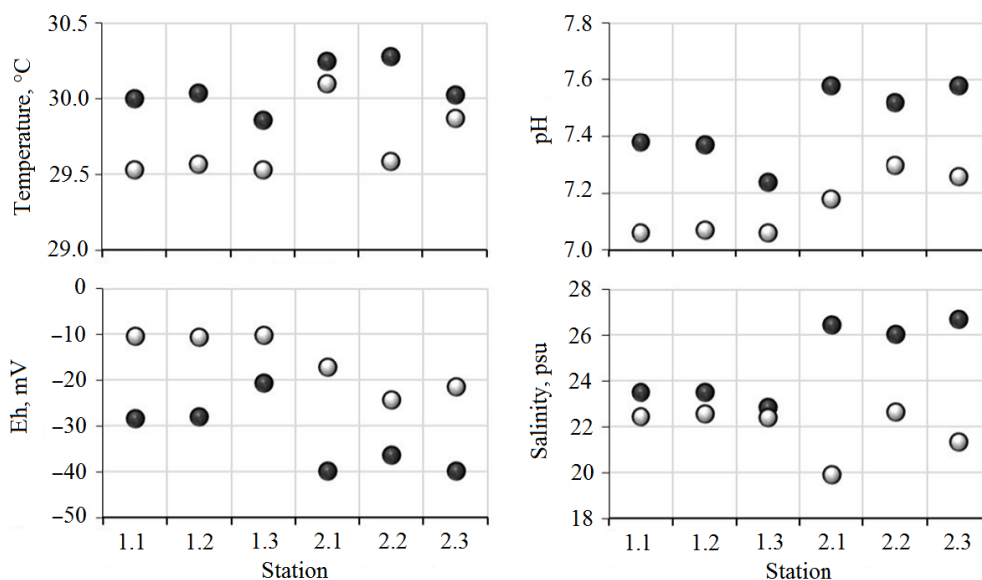 Temperature, °C
30.5
30.0
29.5
29.0
pH
7.8
7.6
7.4
7.2
7.0
Eh, mV
0
–10
–20
–30
–40
–50
1.1 1.2 1.3 2.1 2.2 2.3
Station
Salinity, psu
28
26
24
22
20
18
1.1 1.2 1.3 2.1 2.2 2.3
Station